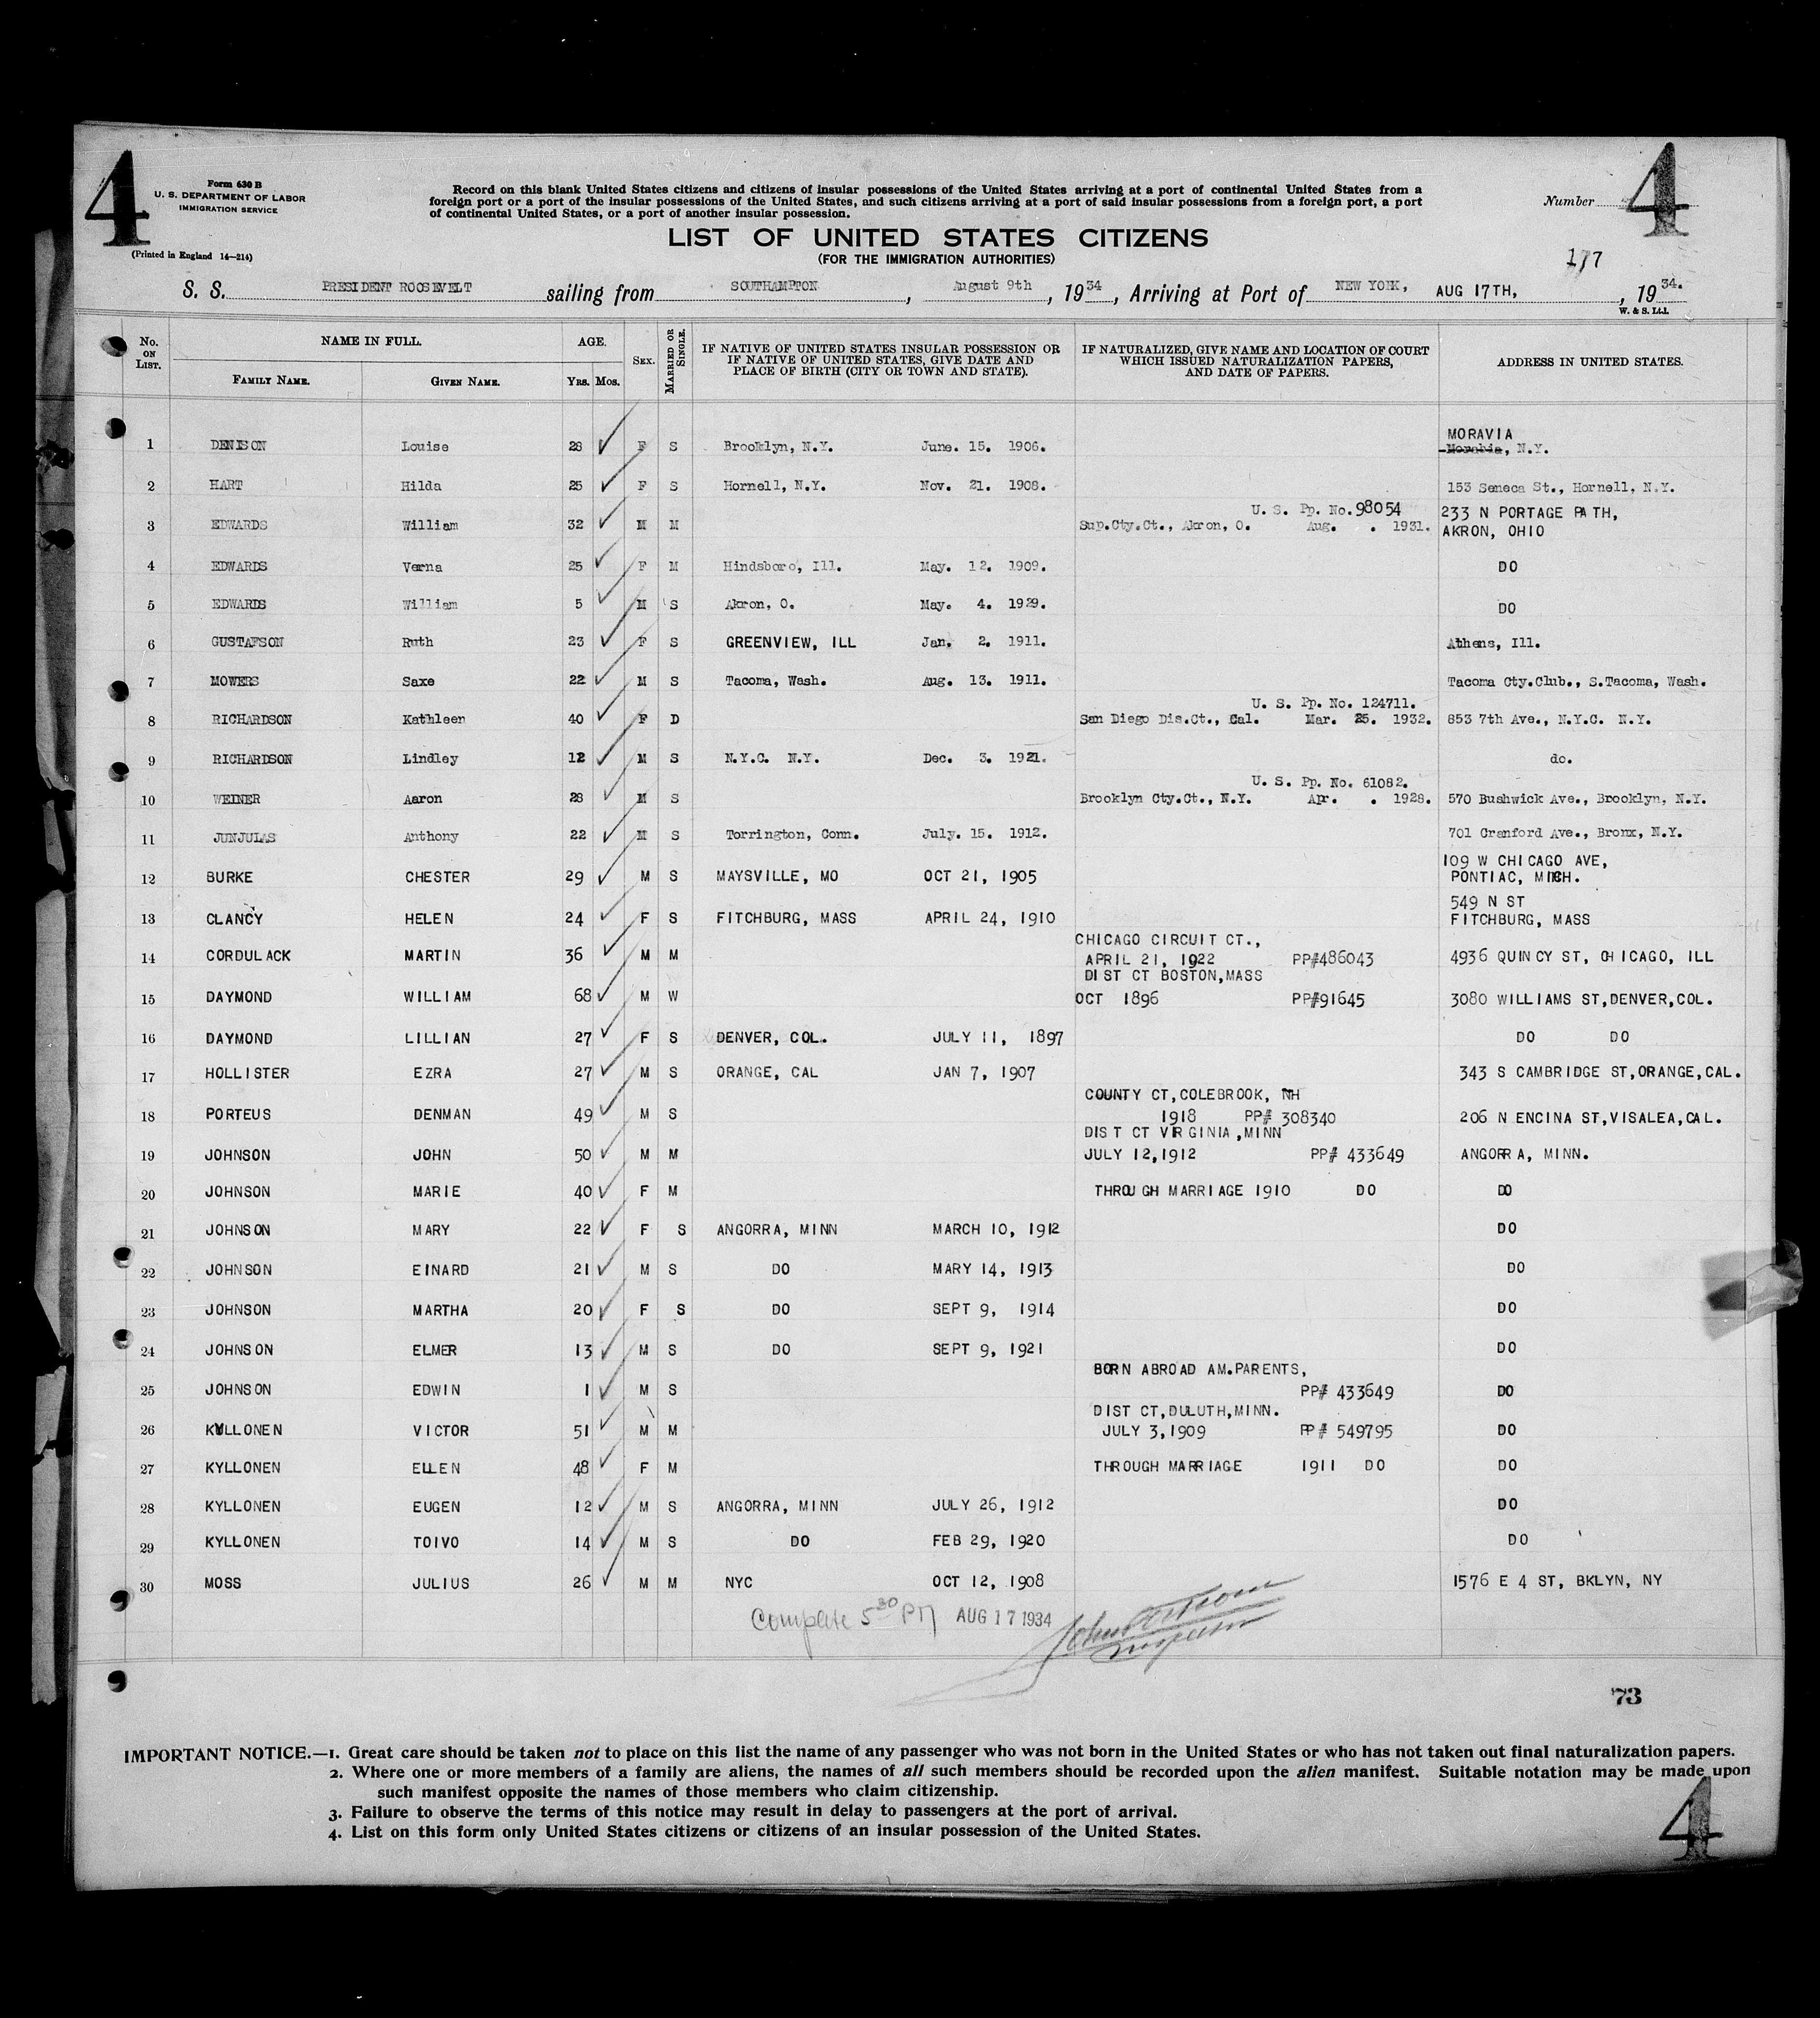 4
Form 630 B
U. S. DEPARTMENT OF LABOR
IMMIGRATION SERVICE
(Printed in England 14—214)
Record on this blank United States citizens and citizens of insular possessions of the United States arriving at a port of continental United States from a
foreign port or a port of the insular possessions of the United States, and such citizens arriving at a port of said insular possessions from a foreign port, a port
of continental United States, or a port of another insular possession.
Number 4
LIST OF UNITED STATES CITIZENS
(FOR THE IMMIGRATION AUTHORITIES)
177
S. S. PRESIDENT ROOSEVELT sailing from SOUTHAMPTON, August 9th, 1934, Arriving at Port of NEW YORK, AUG 17TH, 1934.
W. & S. Ltd.
No. ON LIST. NAME IN FULL. FAMILY NAME. GIVEN NAME. AGE. YRS. MOS. SEX. MARRIED OR SINGLE. IF NATIVE OF UNITED STATES INSULAR POSSESSION OR IF NATIVE OF UNITED STATES, GIVE DATE AND PLACE OF BIRTH (CITY OR TOWN AND STATE). IF NATURALIZED, GIVE NAME AND LOCATION OF COURT WHICH ISSUED NATURALIZATION PAPERS, AND DATE OF PAPERS. ADDRESS IN UNITED STATES.
MORAVIA
1 DENISON Louise 28 F S Brooklyn, N.Y. June. 15. 1906. Morabia, N.Y.
2 HART Hilda 25 F S Hornell, N.Y. Nov. 21. 1908. 153 Seneca St., Hornell, N.Y.
U. S. Pp. No. 98054 233 N PORTAGE PATH,
3 EDWARDS William 32 M M Sup.Cty.Ct., Akron, O. Aug. . 1931. AKRON, OHIO
4 EDWARDS Verna 25 F M Hindsboro, Ill. May. 12. 1909. DO
5 EDWARDS William 5 M S Akron, O. May. 4. 1929. DO
6 GUSTAFSON Ruth 23 F S GREENVIEW, ILL Jan. 2. 1911. Athens, Ill.
7 MOWERS Saxe 22 M S Tacoma, Wash. Aug. 13. 1911. Tacoma Cty.Club., S.Tacoma, Wash.
U. S. Pp. No. 124711.
8 RICHARDSON Kathleen 40 F D San Diego Dis.Ct., Cal. Mar. 25. 1932. 853 7th Ave., N.Y.C. N.Y.
9 RICHARDSON Lindley 12 M S N.Y.C. N.Y. Dec. 3. 1921. do.
U. S. Pp. No. 61082.
10 WEINER Aaron 28 M S Brooklyn Cty.Ct., N.Y. Apr. . 1928. 570 Bushwick Ave., Brooklyn, N.Y.
11 JUNJULAS Anthony 22 M S Torrington, Conn. July. 15. 1912. 701 Cranford Ave., Bronx, N.Y.
109 W CHICAGO AVE,
12 BURKE CHESTER 29 M S MAYSVILLE, MO OCT 21, 1905 PONTIAC, MICH.
549 N ST
13 CLANCY HELEN 24 F S FITCHBURG, MASS APRIL 24, 1910 FITCHBURG, MASS
CHICAGO CIRCUIT CT.,
14 CORDULACK MARTIN 36 M M APRIL 21, 1922 PP#486043 4936 QUINCY ST, CHICAGO, ILL
DIST CT BOSTON,MASS
15 DAYMOND WILLIAM 68 M W OCT 1896 PP#91645 3080 WILLIAMS ST,DENVER,COL.
16 DAYMOND LILLIAN 27 F S DENVER, COL. JULY 11, 1897 DO DO
17 HOLLISTER EZRA 27 M S ORANGE, CAL JAN 7, 1907 343 S CAMBRIDGE ST,ORANGE,CAL.
COUNTY CT,COLEBROOK, NH
18 PORTEUS DENMAN 49 M S 1918 PP# 308340 206 N ENCINA ST,VISALEA,CAL.
DIST CT VIRGINIA,MINN
19 JOHNSON JOHN 50 M M JULY 12,1912 PP# 433649 ANGORRA, MINN.
20 JOHNSON MARIE 40 F M THROUGH MARRIAGE 1910 DO DO
21 JOHNSON MARY 22 F S ANGORRA, MINN MARCH 10, 1912 DO
22 JOHNSON EINARD 21 M S DO MARY 14, 1913 DO
23 JOHNSON MARTHA 20 F S DO SEPT 9, 1914 DO
24 JOHNSON ELMER 13 M S DO SEPT 9, 1921 DO
BORN ABROAD AM.PARENTS,
25 JOHNSON EDWIN 1 M S PP# 433649 DO
DIST CT,DULUTH,MINN.
26 KYLLONEN VICTOR 51 M M JULY 3,1909 PP# 549795 DO
27 KYLLONEN ELLEN 48 F M THROUGH MARRIAGE 1911 DO DO
28 KYLLONEN EUGEN 12 M S ANGORRA, MINN JULY 26, 1912 DO
29 KYLLONEN TOIVO 14 M S DO FEB 29, 1920 DO
30 MOSS JULIUS 26 M M NYC OCT 12, 1908 1576 E 4 ST, BKLYN, NY
Complete 5 30 PM AUG 17 1934 John Inspector
73
IMPORTANT NOTICE.—1. Great care should be taken not to place on this list the name of any passenger who was not born in the United States or who has not taken out final naturalization papers.
2. Where one or more members of a family are aliens, the names of all such members should be recorded upon the alien manifest. Suitable notation may be made upon
such manifest opposite the names of those members who claim citizenship.
3. Failure to observe the terms of this notice may result in delay to passengers at the port of arrival.
4. List on this form only United States citizens or citizens of an insular possession of the United States.
4